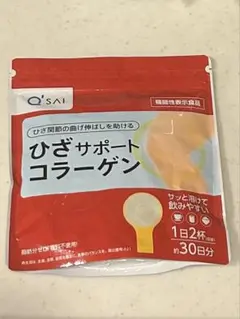 Q'SAI
機能性表示食品
ひざ関節の曲げ伸ばしを助ける
ひざサポート
コラーゲン
サッと溶けて
飲みやすい
1日2杯
約30日分